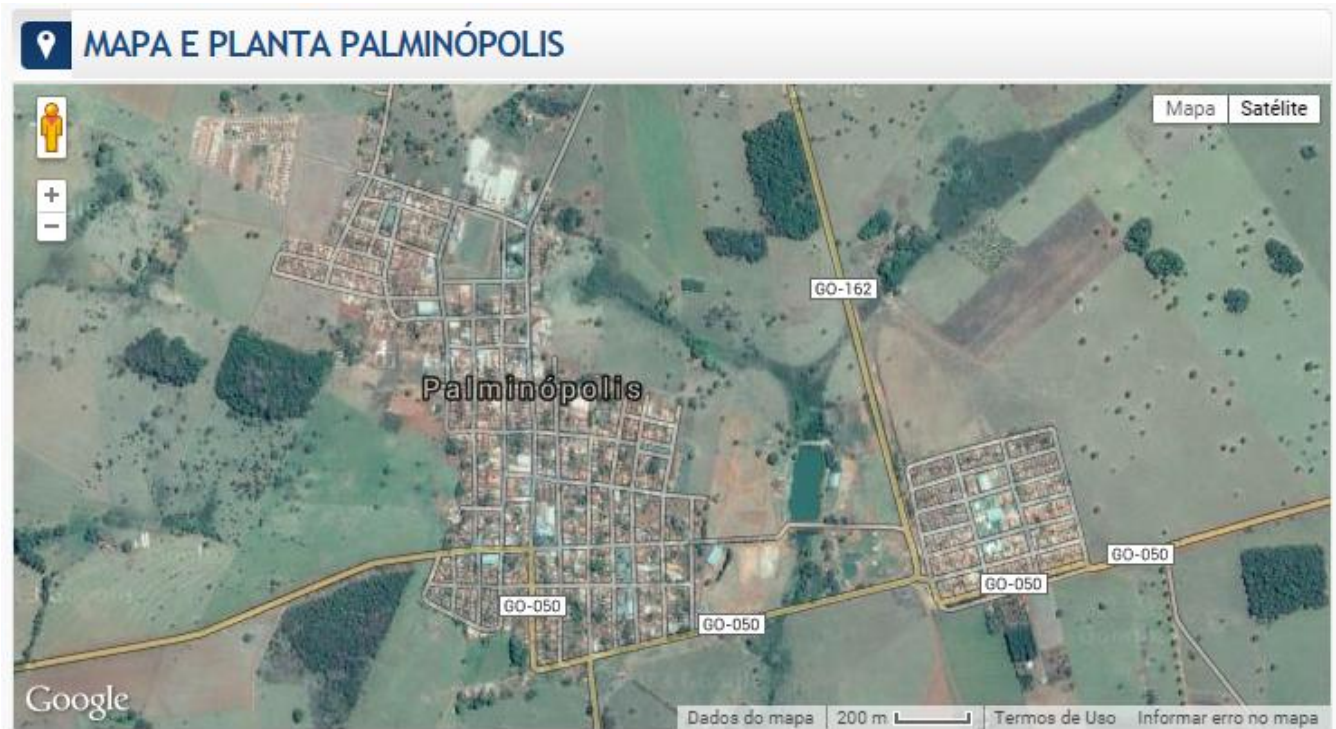 MAPA E PLANTA PALMINÓPOLIS
Mapa Satélite
+
−
GO-162
Palminópolis
GO-050
GO-050
GO-050
GO-050
Google
Dados do mapa 200 m Termos de Uso Informar erro no mapa